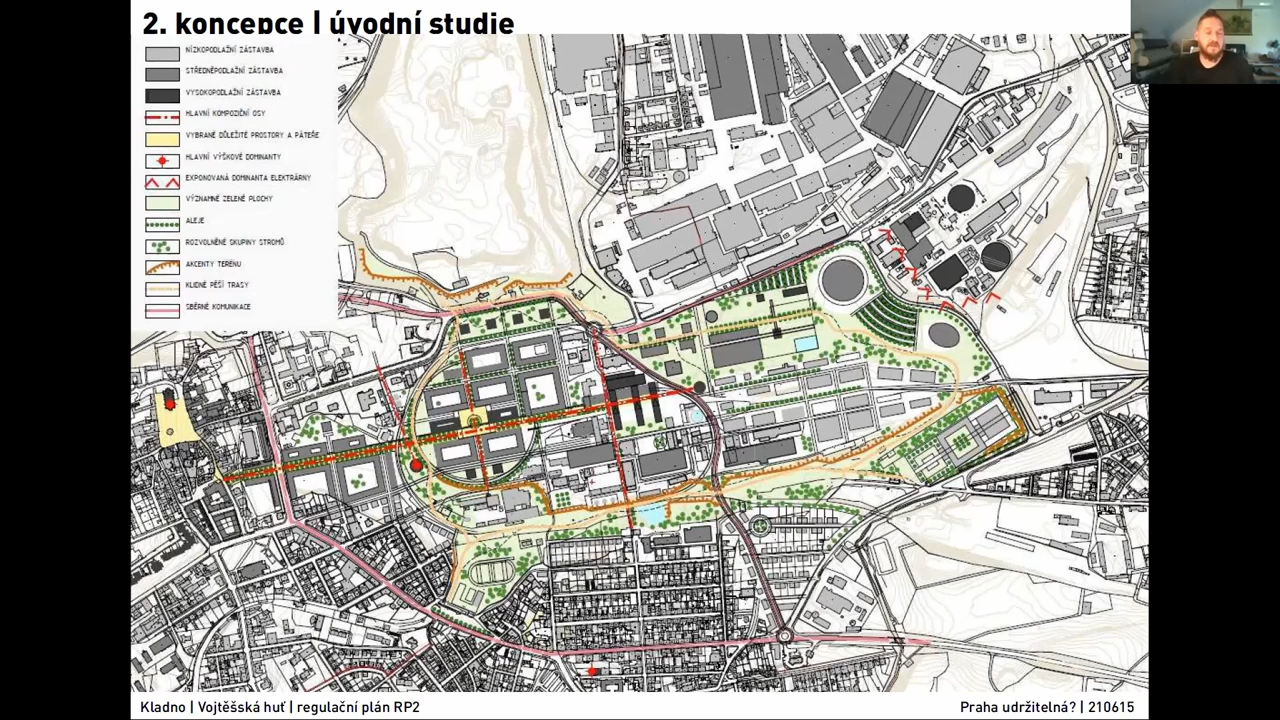 2. koncepce | úvodní studie
NÍZKOPODLAŽNÍ ZÁSTAVBA
STŘEDNĚPODLAŽNÍ ZÁSTAVBA
VYSOKOPODLAŽNÍ ZÁSTAVBA
HLAVNÍ KOMPOZIČNÍ OSY
VYBRANÉ DŮLEŽITÉ PROSTORY A PÁTEŘE
HLAVNÍ VÝŠKOVÉ DOMINANTY
EXPONOVANÁ DOMINANTA ELEKTRÁRNY
VÝZNAMNÉ ZELENÉ PLOCHY
ALEJE
ROZVOLNĚNÉ SKUPINY STROMŮ
AKCENTY TERÉNU
KLIDNÉ PĚŠÍ TRASY
SBĚRNÉ KOMUNIKACE
Kladno | Vojtěšská huť | regulační plán RP2
Praha udržitelná? | 210615